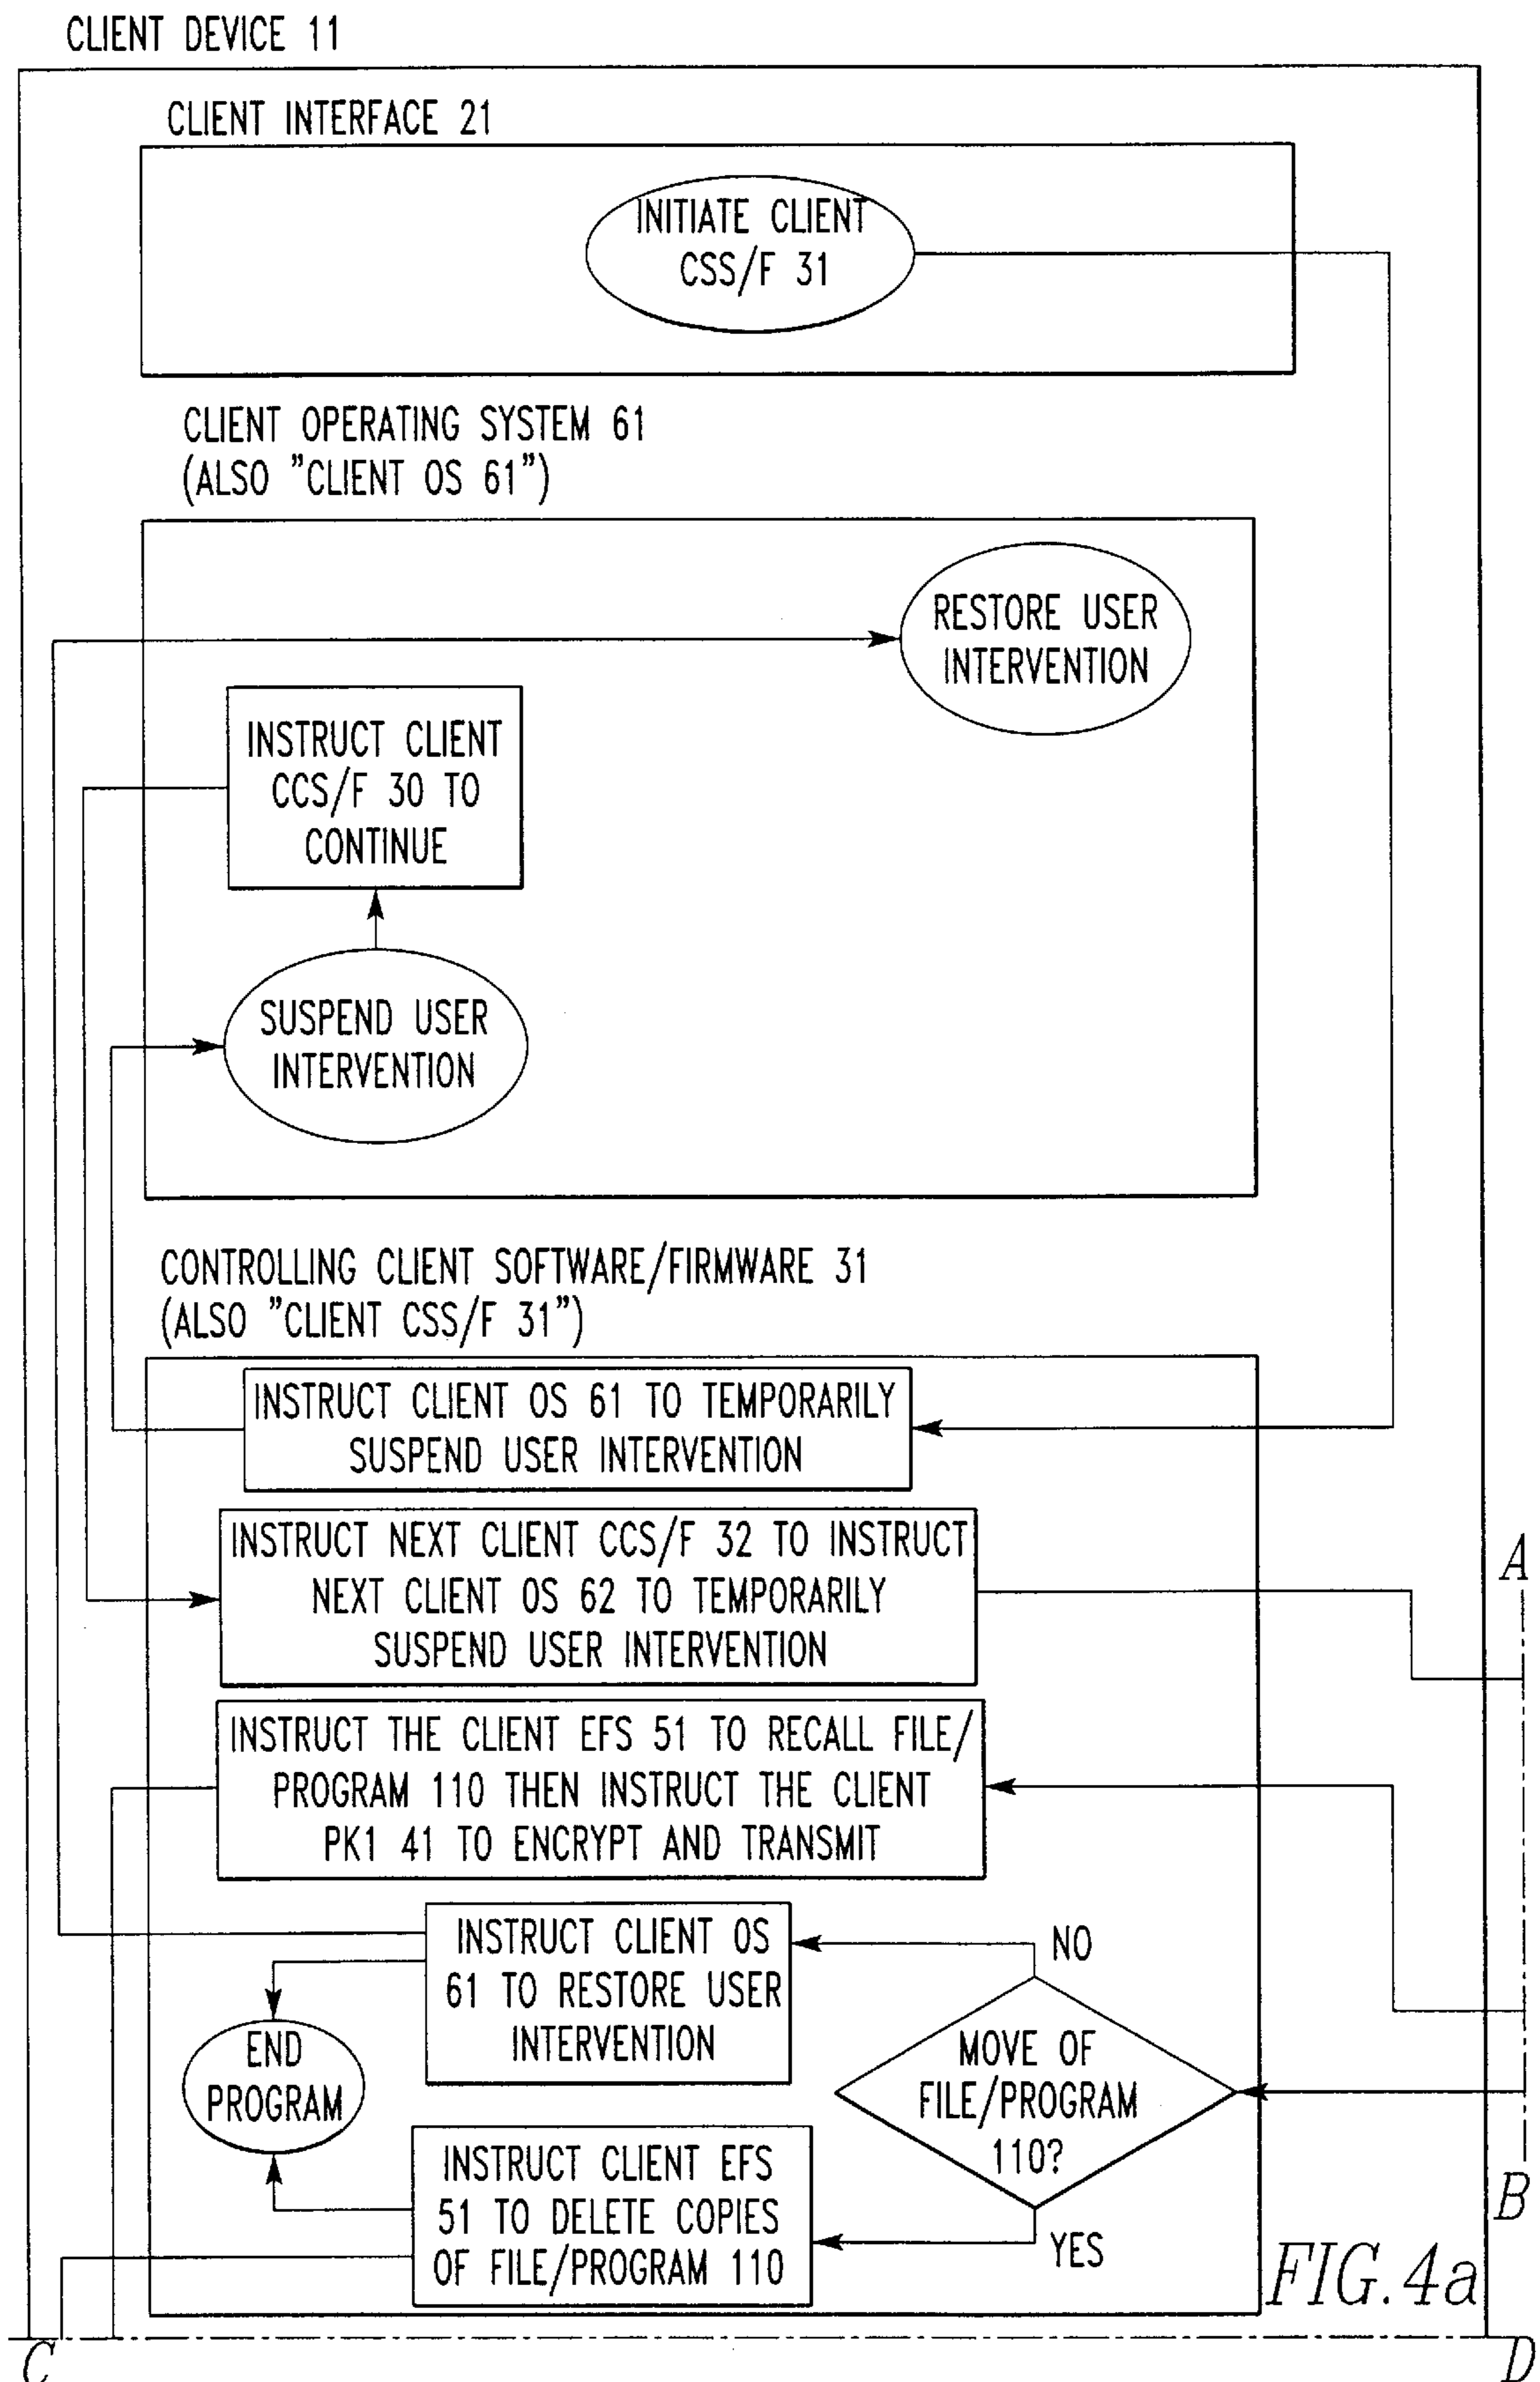 CLIENT DEVICE 11
CLIENT INTERFACE 21
INITIATE CLIENT
CSS/F 31
CLIENT OPERATING SYSTEM 61
(ALSO "CLIENT OS 61")
RESTORE USER
INTERVENTION
INSTRUCT CLIENT
CCS/F 30 TO
CONTINUE
SUSPEND USER
INTERVENTION
CONTROLLING CLIENT SOFTWARE/FIRMWARE 31
(ALSO "CLIENT CSS/F 31")
INSTRUCT CLIENT OS 61 TO TEMPORARILY
SUSPEND USER INTERVENTION
INSTRUCT NEXT CLIENT CCS/F 32 TO INSTRUCT
NEXT CLIENT OS 62 TO TEMPORARILY
SUSPEND USER INTERVENTION
A
INSTRUCT THE CLIENT EFS 51 TO RECALL FILE/
PROGRAM 110 THEN INSTRUCT THE CLIENT
PK1 41 TO ENCRYPT AND TRANSMIT
INSTRUCT CLIENT OS
61 TO RESTORE USER
INTERVENTION
NO
END
PROGRAM
MOVE OF
FILE/PROGRAM
110?
INSTRUCT CLIENT EFS
51 TO DELETE COPIES
OF FILE/PROGRAM 110
YES
B
FIG. 4a
C
D